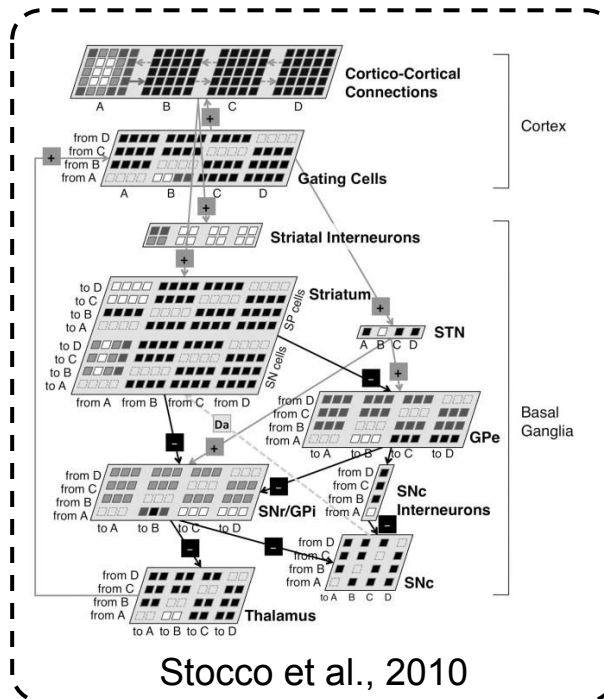 Cortico-Cortical
Connections
A B C D
Cortex
+
from D
from C
from B
from A
+
Gating Cells
A B C D
+
Striatal Interneurons
+
to D
to C
to B
to A
Striatum
SP cells
to D
to C
to B
to A
SN cells
from A from B from C from D
+
STN
A B C D
-
+
Da
from D
from C
from B
from A
GPe
to A to B to C to D
Basal
Ganglia
-
+
from D
from C
from B
from A
SNr/GPi
to A to B to C to D
-
from D
from C
from B
from A
SNc
Interneurons
-
-
-
from D
from C
from B
from A
SNc
to A B C D
from D
from C
from B
from A
Thalamus
to A to B to C to D
Stocco et al., 2010